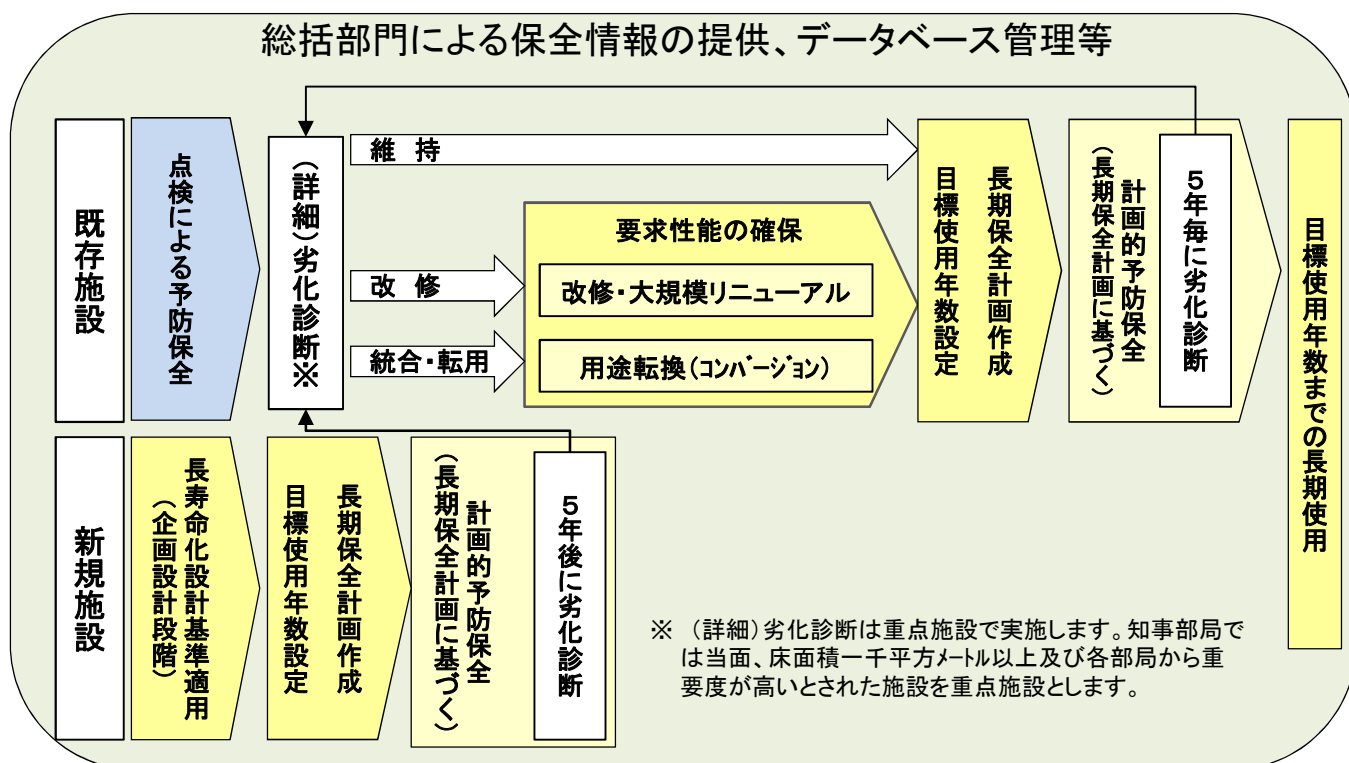 総括部門による保全情報の提供、データベース管理等
既存施設
点検による予防保全
（詳細）劣化診断※
維 持
改 修
統合・転用
要求性能の確保
改修・大規模リニューアル
用途転換（ｺﾝﾊﾞｰｼﾞｮﾝ）
長期保全計画作成
目標使用年数設定
計画的予防保全
（長期保全計画に基づく）
５年毎に劣化診断
目標使用年数までの長期使用
新規施設
長寿命化設計基準適用
（企画設計段階）
長期保全計画作成
目標使用年数設定
計画的予防保全
（長期保全計画に基づく）
５年後に劣化診断
※ （詳細）劣化診断は重点施設で実施します。知事部局で
は当面、床面積一千平方ﾒｰﾄﾙ以上及び各部局から重
要度が高いとされた施設を重点施設とします。